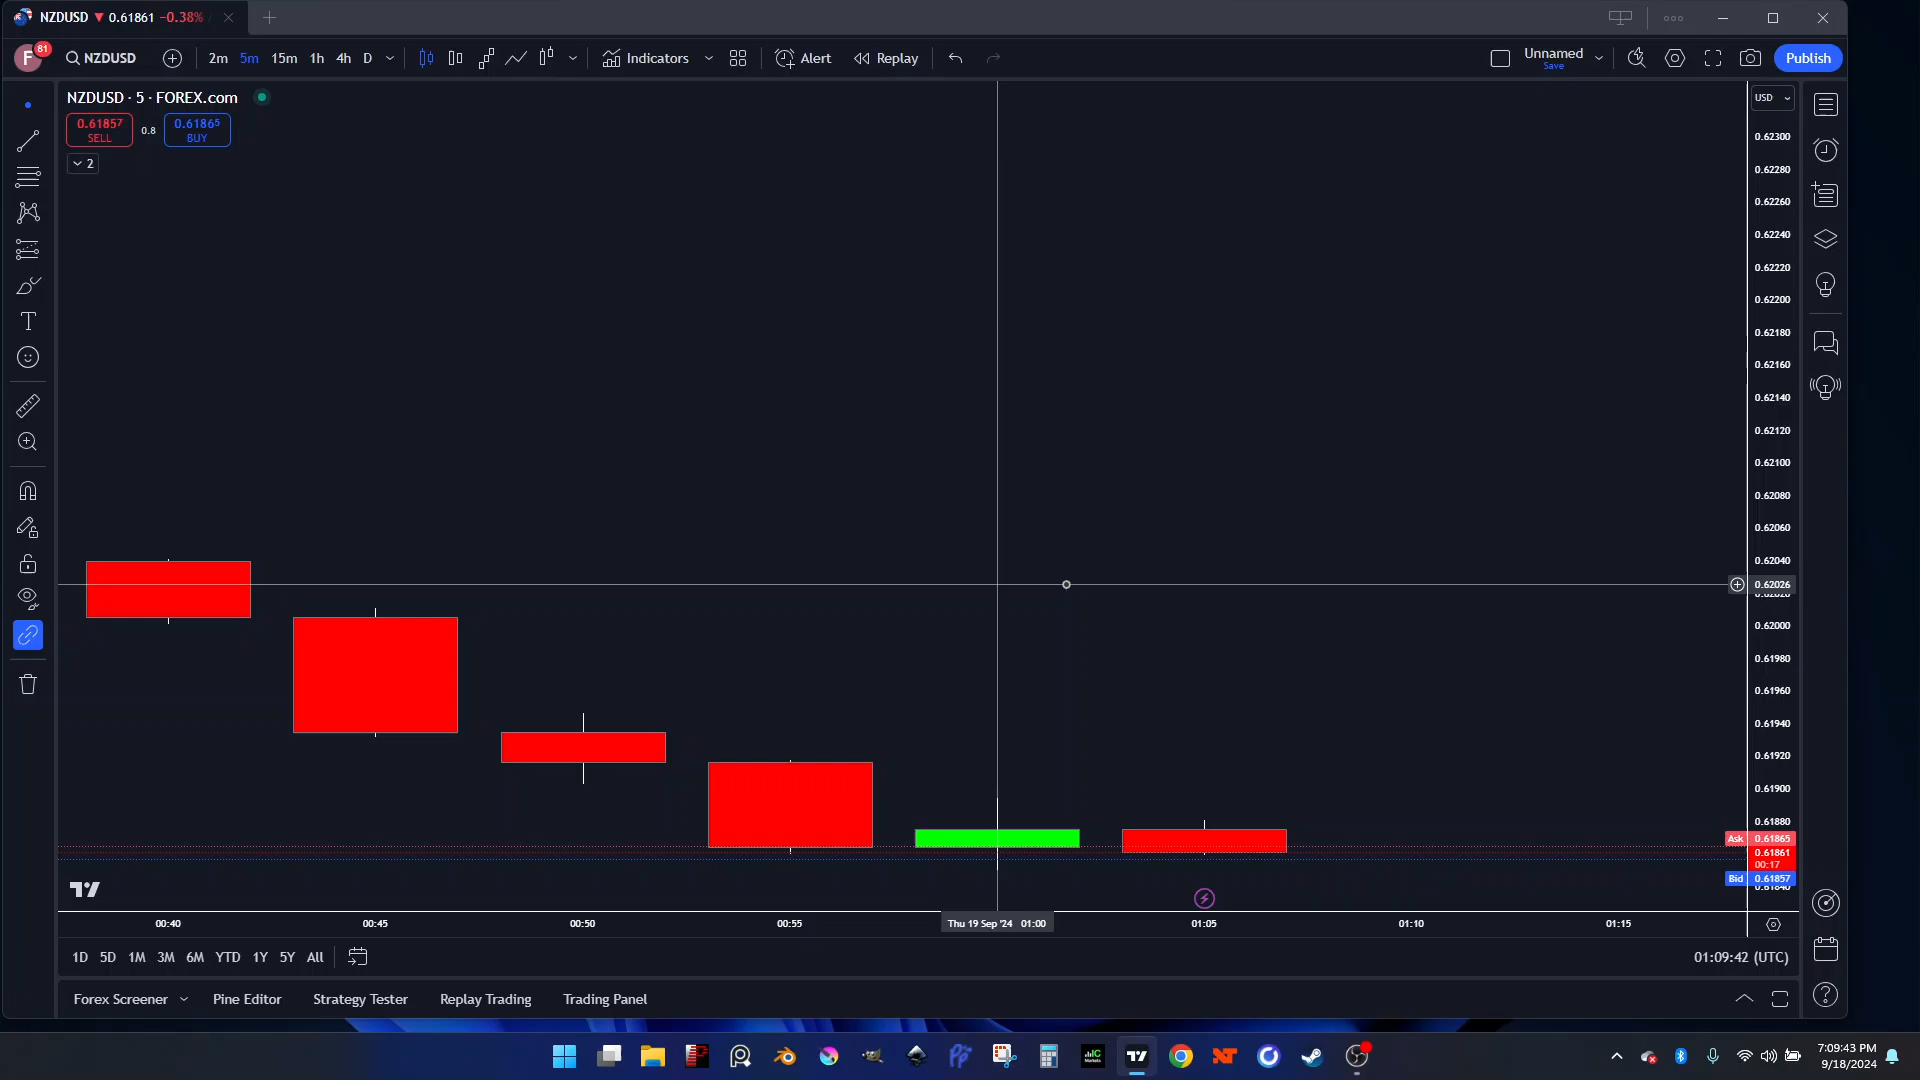 NZDUSD 0.61861 −0.38% /
F 81 NZDUSD 2m 5m 15m 1h 4h D Indicators Alert Replay Unnamed Save Publish
NZDUSD · 5 · FOREX.com
USD
0.61857 SELL 0.8 0.61865 BUY
2
0.62300
0.62280
0.62260
0.62240
0.62220
0.62200
0.62180
0.62160
0.62140
0.62120
0.62100
0.62080
0.62060
0.62040
0.62026
0.62000
0.61980
0.61960
0.61940
0.61920
0.61900
0.61880
Ask 0.61865
0.61861
00:17
Bid 0.61857
0.61840
00:40 00:45 00:50 00:55 Thu 19 Sep '24 01:00 01:05 01:10 01:15
1D 5D 1M 3M 6M YTD 1Y 5Y All 01:09:42 (UTC)
Forex Screener Pine Editor Strategy Tester Replay Trading Trading Panel
7:09:43 PM
9/18/2024